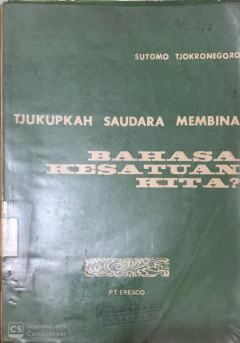 SUTOMO TJOKRONEGORO
TJUKUPKAH SAUDARA MEMBINA
BAHASA
KESATUAN
KITA?
P.T. ERESCO
CS
Scanned with
CamScanner